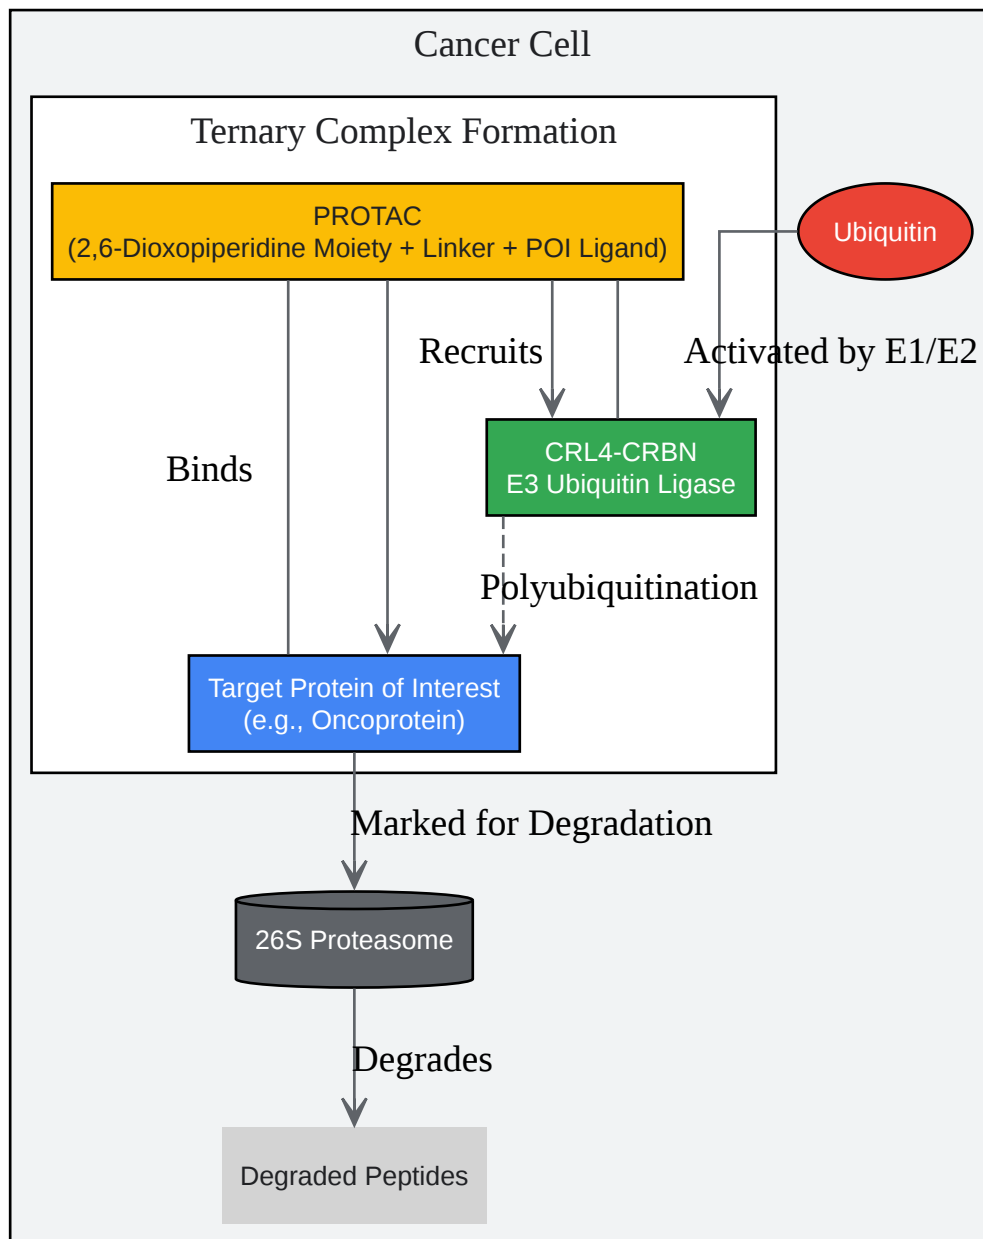 Cancer Cell
Ternary Complex Formation
PROTAC
(2,6-Dioxopiperidine Moiety + Linker + POI Ligand)
Ubiquitin
Recruits
Activated by E1/E2
Binds
CRL4-CRBN
E3 Ubiquitin Ligase
Polyubiquitination
Target Protein of Interest
(e.g., Oncoprotein)
Marked for Degradation
26S Proteasome
Degrades
Degraded Peptides